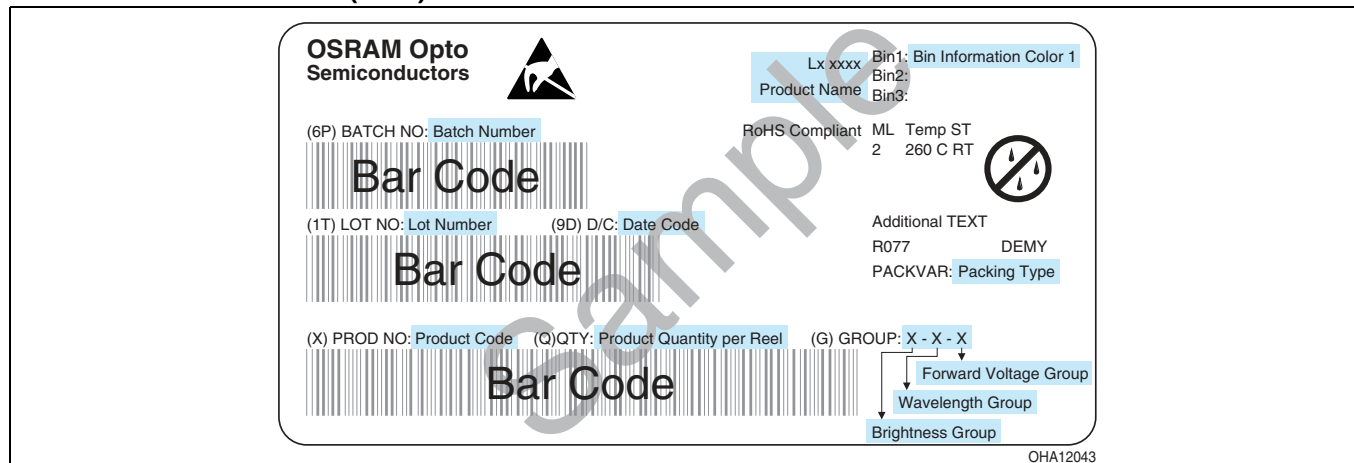 OSRAM Opto
Semiconductors
Lx xxxx
Product Name
Bin1: Bin Information Color 1
Bin2:
Bin3:
(6P) BATCH NO: Batch Number
Bar Code
RoHS Compliant
ML Temp ST
2 260 C RT
(1T) LOT NO: Lot Number (9D) D/C: Date Code
Bar Code
Additional TEXT
R077 DEMY
PACKVAR: Packing Type
(X) PROD NO: Product Code (Q)QTY: Product Quantity per Reel (G) GROUP: X - X - X
Bar Code
Forward Voltage Group
Wavelength Group
Brightness Group
Sample
OHA12043